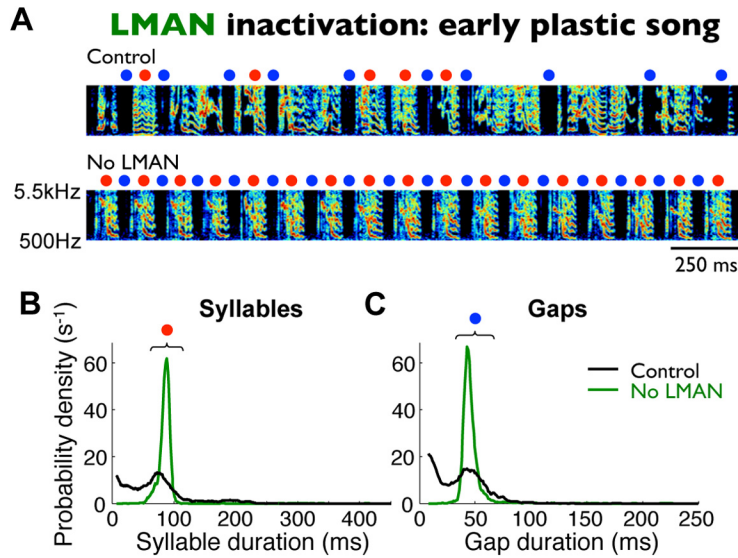 A
LMAN inactivation: early plastic song
Control
No LMAN
5.5kHz
500Hz
250 ms
B
Syllables
C
Gaps
Probability density (s⁻¹)
60
40
20
0
0
100
200
300
400
Syllable duration (ms)
60
40
20
0
0
50
100
150
200
250
Gap duration (ms)
Control
No LMAN